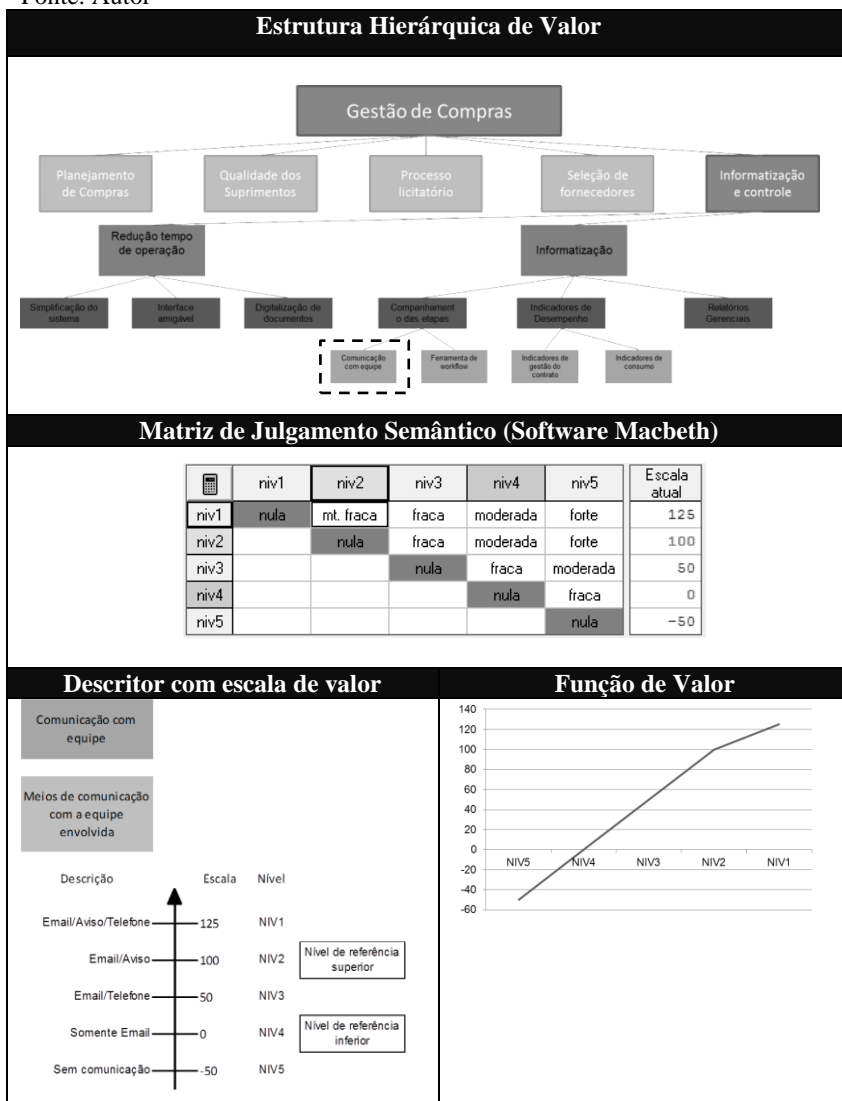 Fonte: Autor
Estrutura Hierárquica de Valor
Gestão de Compras
Planejamento
de Compras
Qualidade dos
Suprimentos
Processo
licitatório
Seleção de
fornecedores
Informatização
e controle
Redução tempo
de operação
Informatização
Simplificação do
sistema
Interface
amigável
Digitalização de
documentos
Companhament
o das etapas
Indicadores de
Desempenho
Relatórios
Gerenciais
Comunicação
com equipe
Ferramenta de
workflow
Indicadores de
gestão do
contrato
Indicadores de
consumo
Matriz de Julgamento Semântico (Software Macbeth)
niv1 niv2 niv3 niv4 niv5 Escala
atual
niv1 nula mt. fraca fraca moderada forte 125
niv2 nula fraca moderada forte 100
niv3 nula fraca moderada 50
niv4 nula fraca 0
niv5 nula -50
Descritor com escala de valor
Comunicação com
equipe
Meios de comunicação
com a equipe
envolvida
Descrição Escala Nível
Email/Aviso/Telefone 125 NIV1
Email/Aviso 100 NIV2 Nível de referência
superior
Email/Telefone 50 NIV3
Somente Email 0 NIV4 Nível de referência
inferior
Sem comunicação -50 NIV5
Função de Valor
140
120
100
80
60
40
20
0
-20
-40
-60
NIV5 NIV4 NIV3 NIV2 NIV1